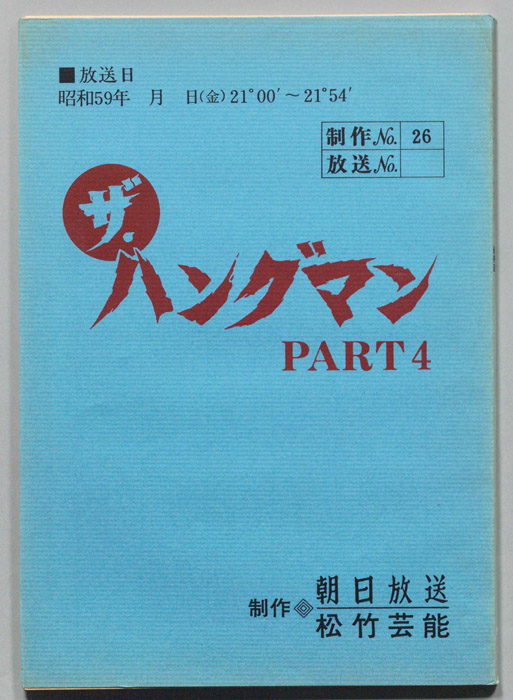 ■放送日
昭和59年　月　日(金)21°00′～21°54′
制作No. 26
放送No.
ザ・
ハングマン
PART4
制作 朝日放送
松竹芸能